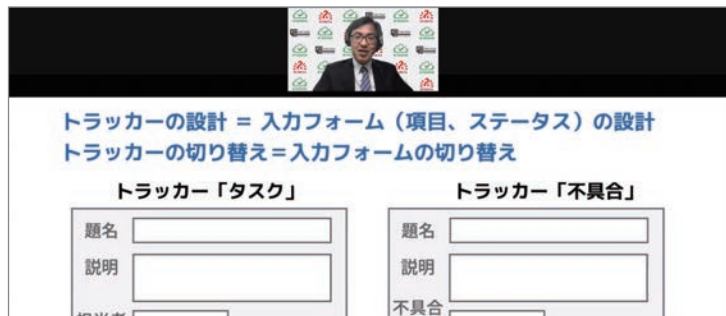 トラッカーの設計 = 入力フォーム（項目、ステータス）の設計
トラッカーの切り替え＝入力フォームの切り替え
トラッカー「タスク」
トラッカー「不具合」
題名
題名
説明
説明
担当者
不具合